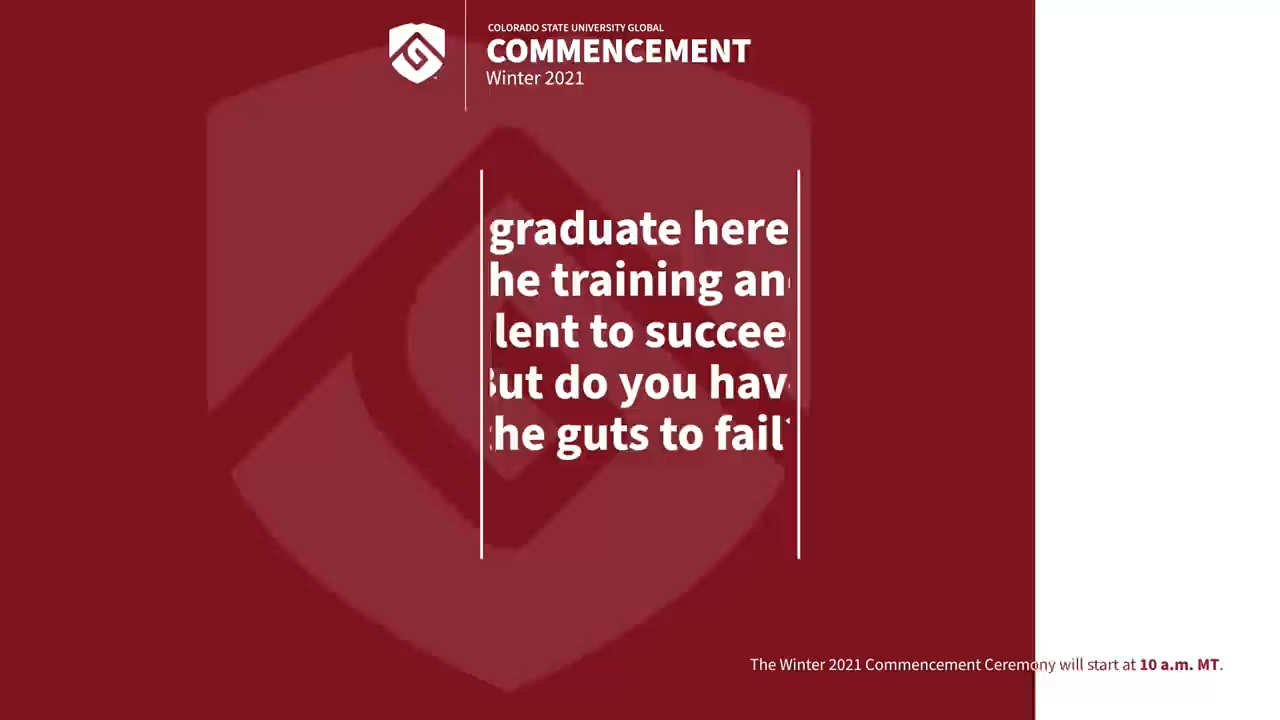 COLORADO STATE UNIVERSITY GLOBAL
COMMENCEMENT
Winter 2021
graduate here
he training an
lent to succee
ut do you hav
he guts to fail
The Winter 2021 Commencement Ceremony will start at 10 a.m. MT.